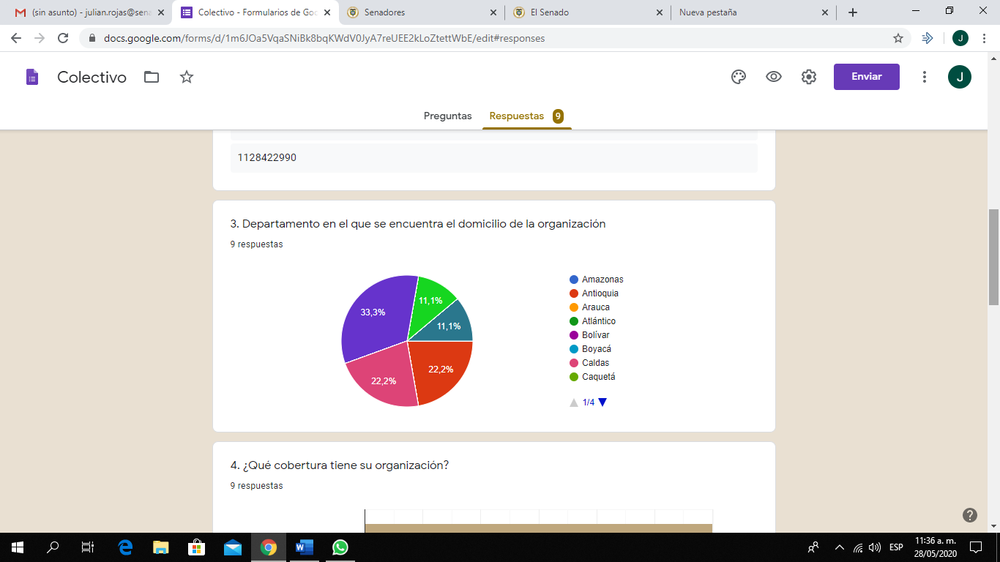 (sin asunto) - julian.rojas@sena
Colectivo - Formularios de Goo
Senadores
El Senado
Nueva pestaña
docs.google.com/forms/d/1m6JOa5VqaSNiBk8bqKWdV0JyA7reUEE2kLoZtettWbE/edit#responses
J
Colectivo
Enviar
J
Preguntas
Respuestas 9
1128422990
3. Departamento en el que se encuentra el domicilio de la organización
9 respuestas
33,3%
11,1%
11,1%
22,2%
22,2%
Amazonas
Antioquia
Arauca
Atlántico
Bolívar
Boyacá
Caldas
Caquetá
1/4
4. ¿Qué cobertura tiene su organización?
9 respuestas
ESP
11:36 a. m.
28/05/2020